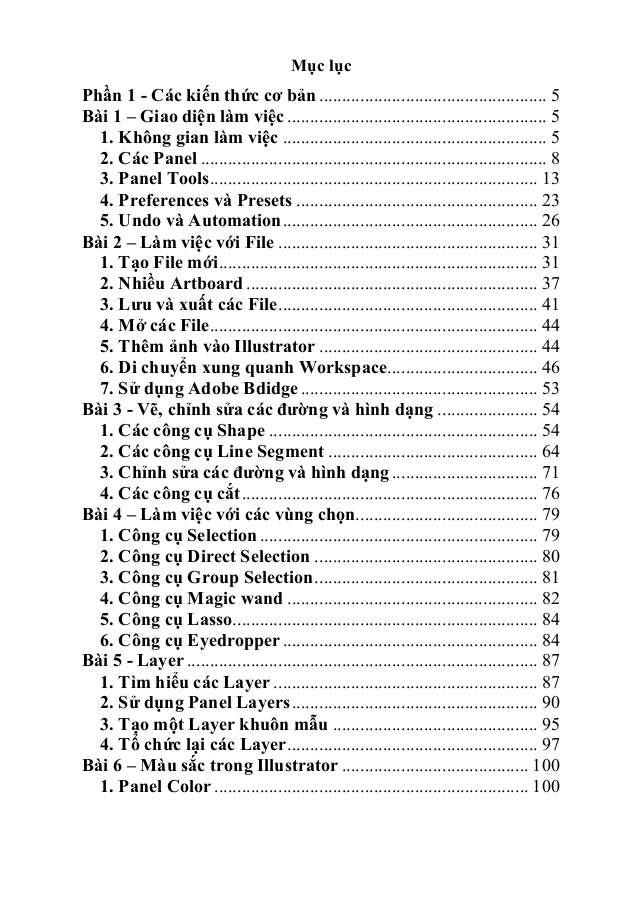 Mục lục
Phần 1 - Các kiến thức cơ bản .................................................. 5
Bài 1 – Giao diện làm việc ......................................................... 5
1. Không gian làm việc .......................................................... 5
2. Các Panel ............................................................................ 8
3. Panel Tools........................................................................ 13
4. Preferences và Presets ..................................................... 23
5. Undo và Automation........................................................ 26
Bài 2 – Làm việc với File ......................................................... 31
1. Tạo File mới...................................................................... 31
2. Nhiều Artboard ................................................................ 37
3. Lưu và xuất các File......................................................... 41
4. Mở các File........................................................................ 44
5. Thêm ảnh vào Illustrator ................................................ 44
6. Di chuyển xung quanh Workspace................................. 46
7. Sử dụng Adobe Bdidge .................................................... 53
Bài 3 - Vẽ, chỉnh sửa các đường và hình dạng ...................... 54
1. Các công cụ Shape ........................................................... 54
2. Các công cụ Line Segment .............................................. 64
3. Chỉnh sửa các đường và hình dạng ................................ 71
4. Các công cụ cắt................................................................. 76
Bài 4 – Làm việc với các vùng chọn........................................ 79
1. Công cụ Selection ............................................................. 79
2. Công cụ Direct Selection ................................................. 80
3. Công cụ Group Selection................................................. 81
4. Công cụ Magic wand ....................................................... 82
5. Công cụ Lasso................................................................... 84
6. Công cụ Eyedropper ........................................................ 84
Bài 5 - Layer ............................................................................. 87
1. Tìm hiểu các Layer .......................................................... 87
2. Sử dụng Panel Layers...................................................... 90
3. Tạo một Layer khuôn mẫu ............................................. 95
4. Tổ chức lại các Layer....................................................... 97
Bài 6 – Màu sắc trong Illustrator ......................................... 100
1. Panel Color ..................................................................... 100